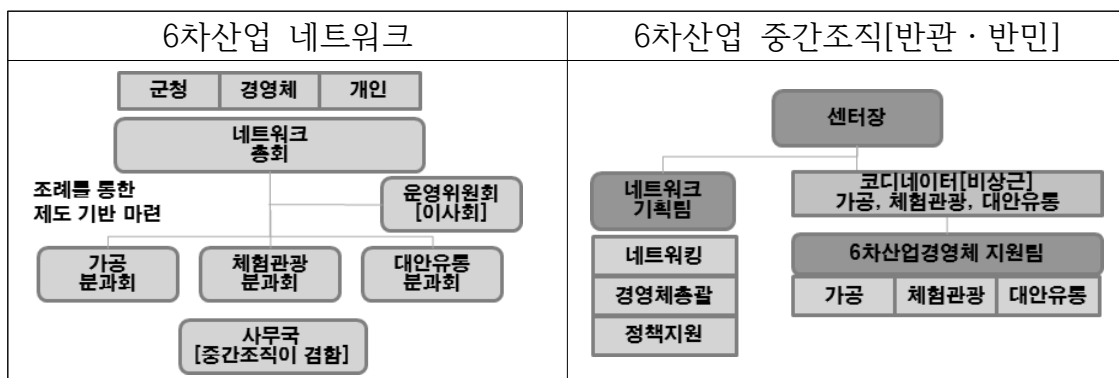 6차산업 네트워크
군청 경영체 개인
네트워크
총회
조례를 통한
제도 기반 마련
운영위원회
[이사회]
가공
분과회
체험관광
분과회
대안유통
분과회
사무국
[중간조직이 겸함]
6차산업 중간조직[반관·반민]
센터장
네트워크
기획팀
코디네이터[비상근]
가공, 체험관광, 대안유통
네트워킹
경영체총괄
정책지원
6차산업경영체 지원팀
가공 체험관광 대안유통